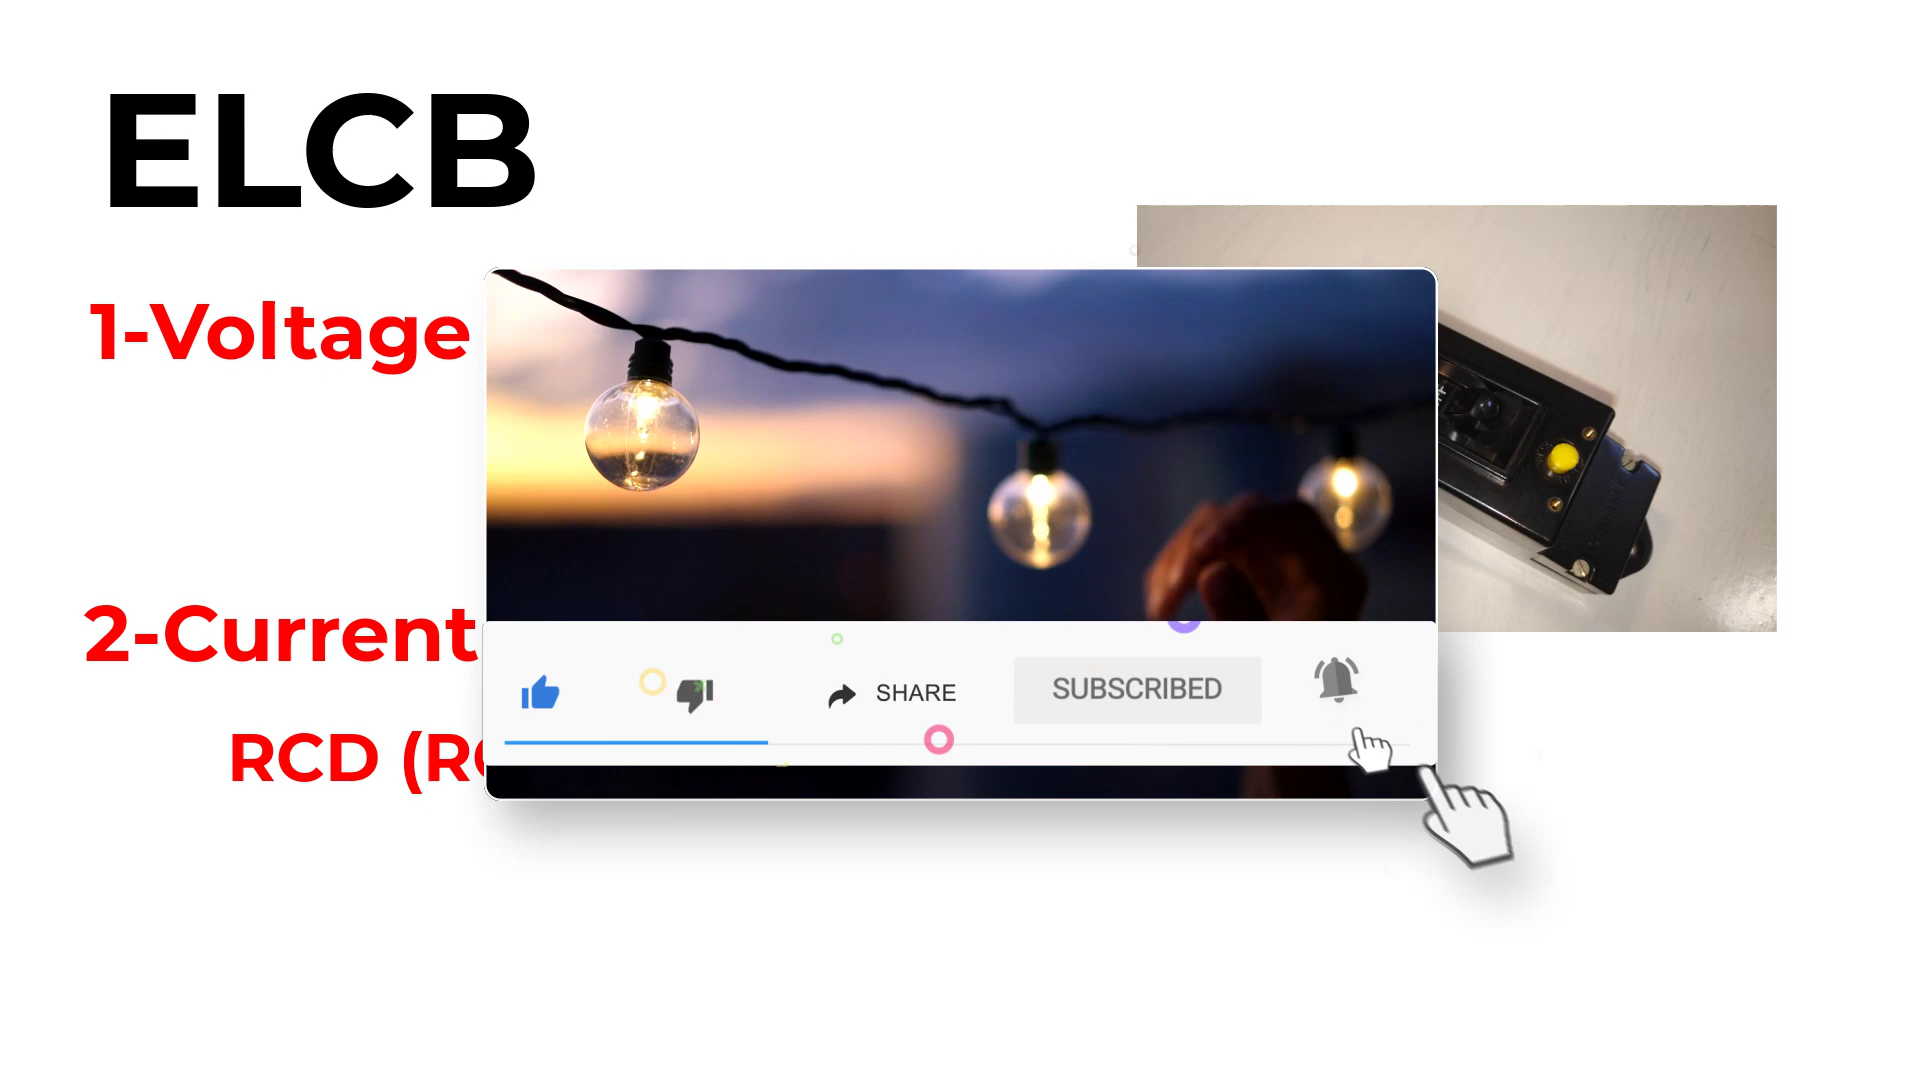 ELCB
1-Voltage
2-Current
SHARE
SUBSCRIBED
RCD (R